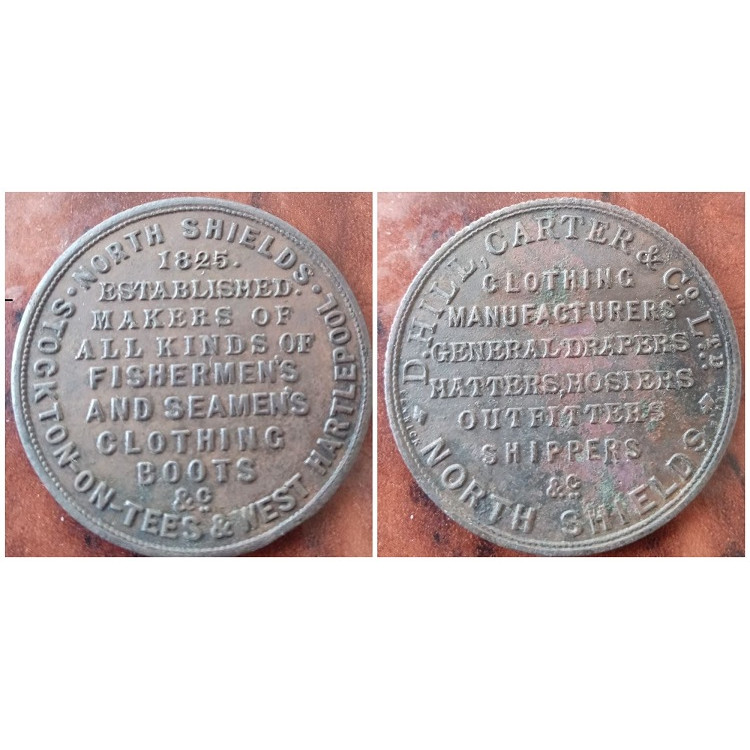 · NORTH SHIELDS ·
STOCKTON-ON-TEES & WEST HARTLEPOOL
1825.
ESTABLISHED.
MAKERS OF
ALL KINDS OF
FISHERMEN'S
AND SEAMEN'S
CLOTHING
BOOTS
&C
D. HILL, CARTER & Co. LTD.
CLOTHING
MANUFACTURERS
GENERAL DRAPERS
HATTERS, HOSIERS
OUTFITTERS
SHIPPERS
&C
NORTH SHIELDS